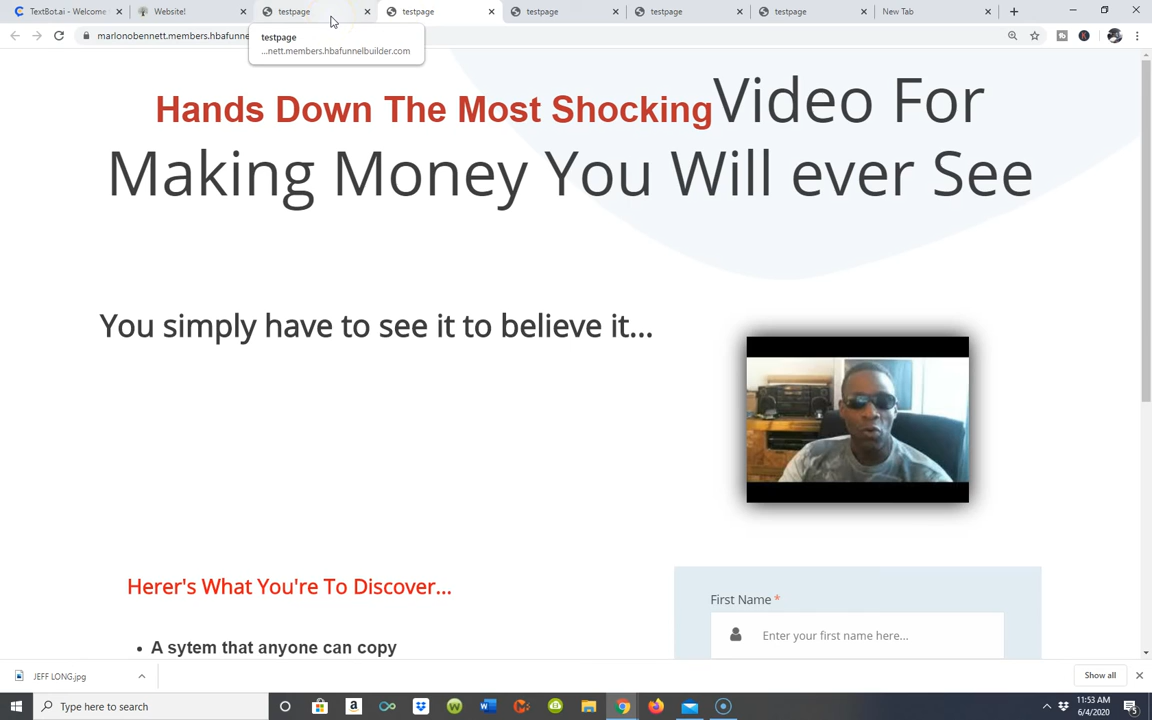 TextBot.ai - Welcome
Website!
testpage
testpage
testpage
testpage
testpage
New Tab
marlonobennett.members.hbafunne
testpage
...nett.members.hbafunnelbuilder.com
Hands Down The Most Shocking Video For
Making Money You Will ever See
You simply have to see it to believe it...
Herer's What You're To Discover...
• A sytem that anyone can copy
First Name *
Enter your first name here...
JEFF LONG.jpg
Show all
Type here to search
11:53 AM
6/4/2020
5